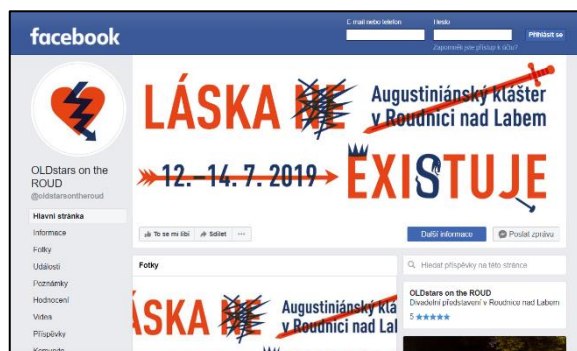 facebook
E-mail nebo telefon
Heslo
Přihlásit se
Zapomněli jste přístup k účtu?
OLDstars on the ROUD
@oldstarsontheroud
Hlavní stránka
Informace
Fotky
Události
Poznámky
Hodnocení
Videa
Příspěvky
Komunita
LÁSKA NE
Augustiniánský klášter
v Roudnici nad Labem
12.–14. 7. 2019
EXISTUJE
To se mi líbí
Sdílet
Další informace
Poslat zprávu
Fotky
ÁSKA NE
Augustiniánský klá
v Roudnici nad Lal
Hledat příspěvky na této stránce
OLDstars on the ROUD
Divadelní představení v Roudnice nad Labem
5 ★★★★★